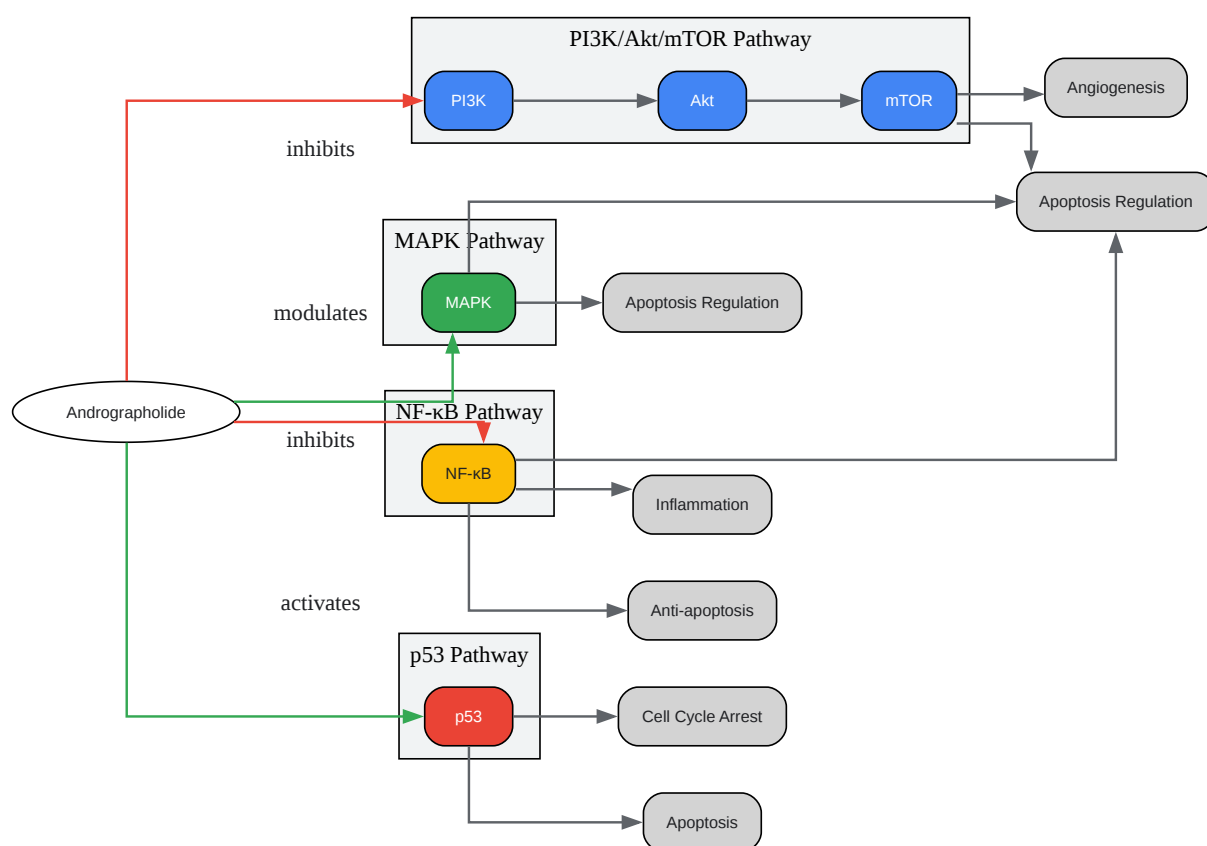 PI3K/Akt/mTOR Pathway
PI3K
Akt
mTOR
Angiogenesis
inhibits
Apoptosis Regulation
MAPK Pathway
MAPK
Apoptosis Regulation
modulates
Andrographolide
NF-κB Pathway
inhibits
NF-κB
Inflammation
activates
Anti-apoptosis
p53 Pathway
p53
Cell Cycle Arrest
Apoptosis